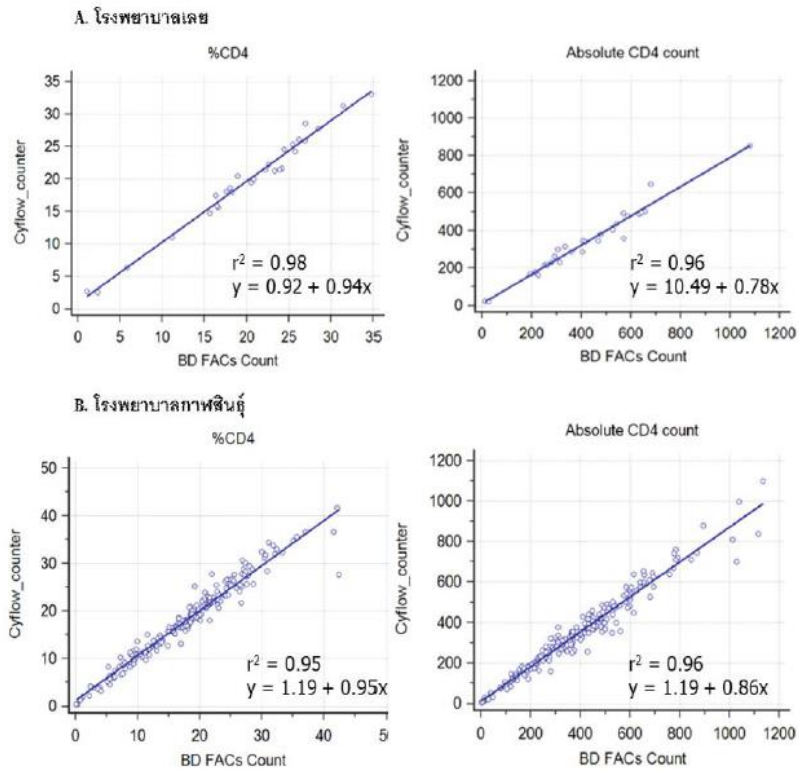 A. โรงพยาบาลเลย
%CD4
Absolute CD4 count
35
30
25
20
15
10
5
0
Cyflow_counter
r² = 0.98
y = 0.92 + 0.94x
0 5 10 15 20 25 30 35
BD FACs Count
1200
1000
800
600
400
200
0
Cyflow_counter
r² = 0.96
y = 10.49 + 0.78x
0 200 400 600 800 1000 1200
BD FACs Count
B. โรงพยาบาลกาฬสินธุ์
%CD4
Absolute CD4 count
50
40
30
20
10
0
Cyflow_counter
r² = 0.95
y = 1.19 + 0.95x
0 10 20 30 40 5
BD FACs Count
1200
1000
800
600
400
200
0
Cyflow_counter
r² = 0.96
y = 1.19 + 0.86x
0 200 400 600 800 1000 1200
BD FACs Count